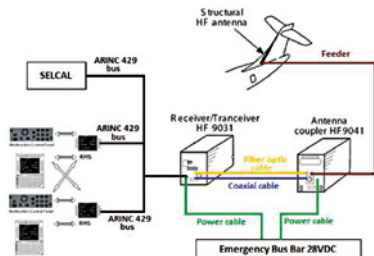 Structural
HF antenna
Feeder
ARINC 429
bus
SELCAL
ARINC 429
bus
Receiver/Tranceiver
HF 9031
Antenna
coupler HF9041
RMS
Fiber optic
cable
Coaxial cable
ARINC 429
bus
Power cable
Power cable
RMS
Emergency Bus Bar 28VDC